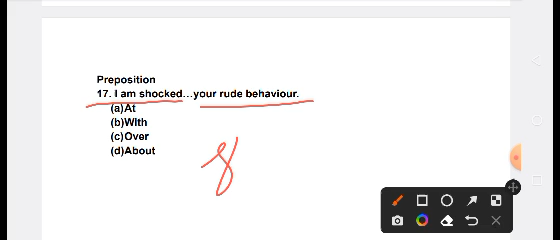 Preposition
17. I am shocked...your rude behaviour.
(a)At
(b)With
(c)Over
(d)About